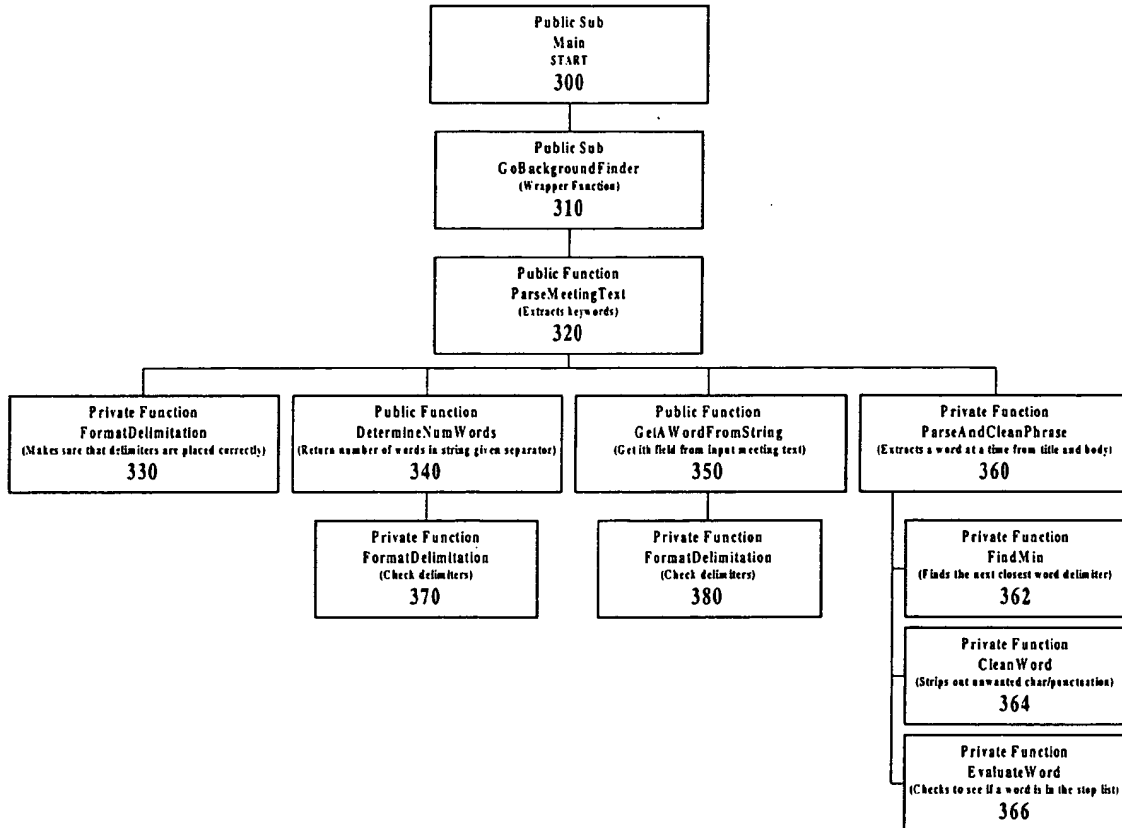 Public Sub
Main
START
300
Public Sub
GoBackgroundFinder
(Wrapper Function)
310
Public Function
ParseMeetingText
(Extracts keywords)
320
Private Function
FormatDelimitation
(Makes sure that delimiters are placed correctly)
330
Public Function
DetermineNumWords
(Return number of words in string given separator)
340
Public Function
GetAWordFromString
(Get ith field from input meeting text)
350
Private Function
ParseAndCleanPhrase
(Extracts a word at a time from title and body)
360
Private Function
FormatDelimitation
(Check delimiters)
370
Private Function
FormatDelimitation
(Check delimiters)
380
Private Function
FindMin
(Finds the next closest word delimiter)
362
Private Function
CleanWord
(Strips out unwanted char/punctuation)
364
Private Function
EvaluateWord
(Checks to see if a word is in the stop list)
366